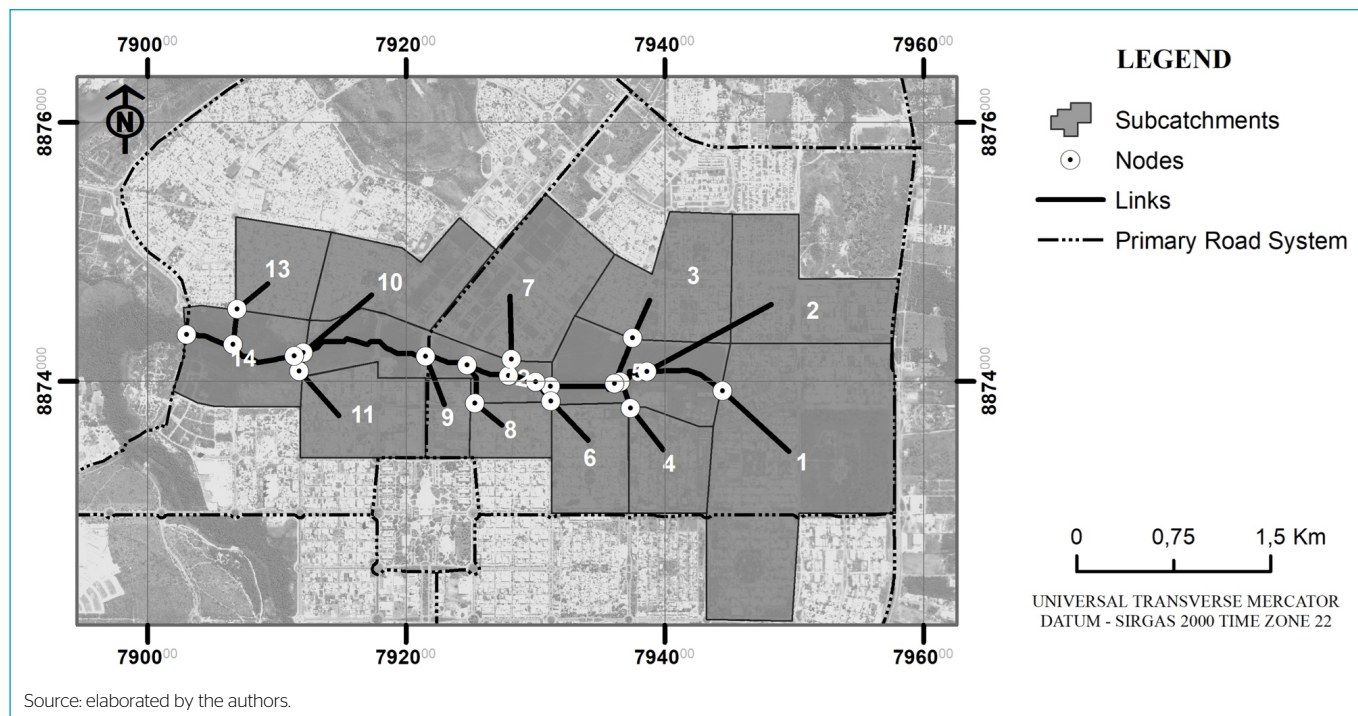 7900⁰⁰ 7920⁰⁰ 7940⁰⁰ 7960⁰⁰
LEGEND
Subcatchments
Nodes
Links
Primary Road System
N
8876⁰⁰⁰ 8876⁰⁰⁰
13
10
7
3
2
14
5
8874⁰⁰⁰ 8874⁰⁰⁰
11
9
8
6
4
1
0 0,75 1,5 Km
UNIVERSAL TRANSVERSE MERCATOR
DATUM - SIRGAS 2000 TIME ZONE 22
7900⁰⁰ 7920⁰⁰ 7940⁰⁰ 7960⁰⁰
Source: elaborated by the authors.